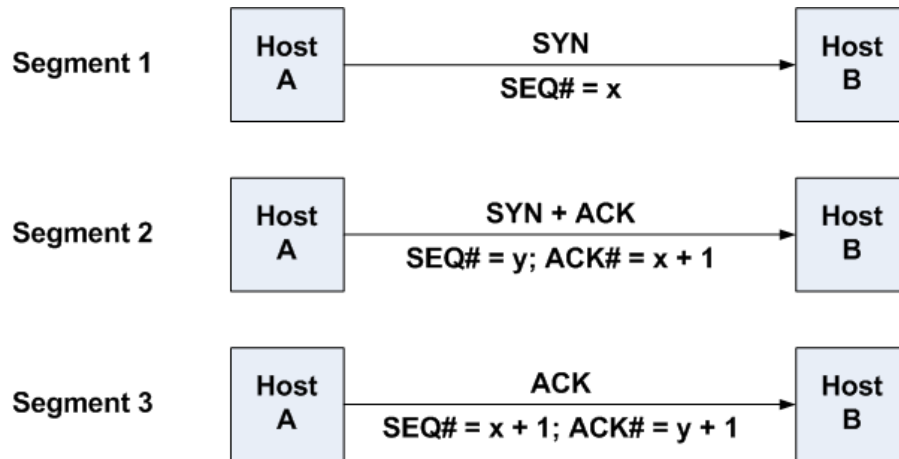 Segment 1
Host
A
SYN
SEQ# = x
Host
B
Segment 2
Host
A
SYN + ACK
SEQ# = y; ACK# = x + 1
Host
B
Segment 3
Host
A
ACK
SEQ# = x + 1; ACK# = y + 1
Host
B